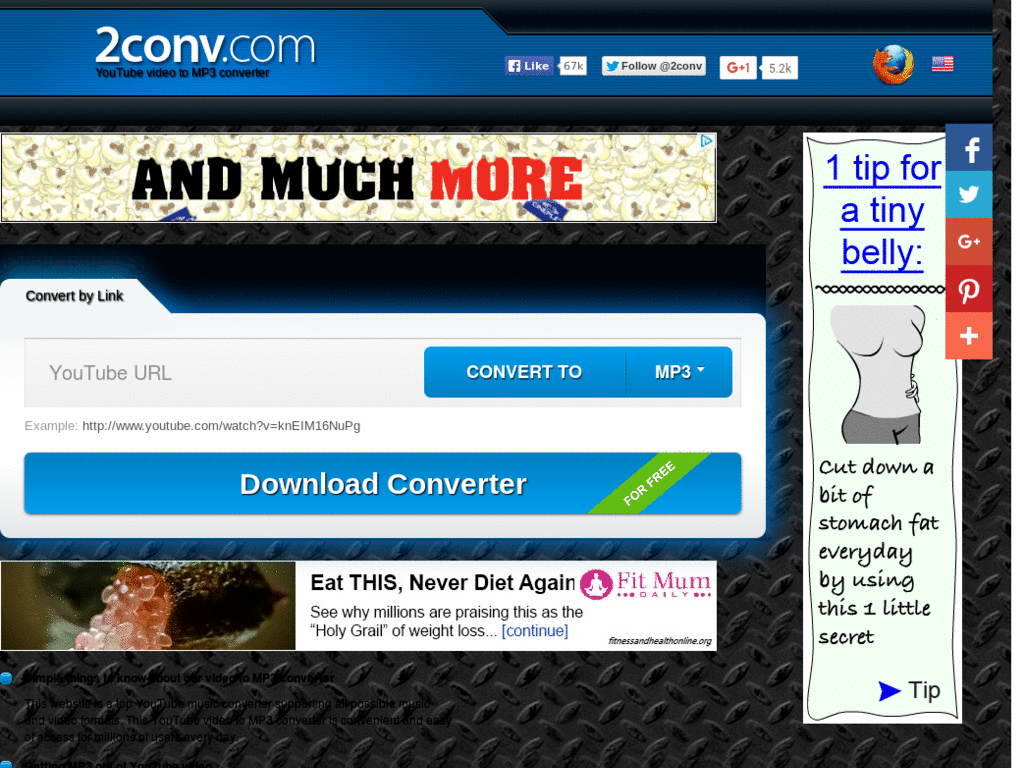 2conv.com
YouTube video to MP3 converter
Like 67k Follow @2conv G+1 5.2k
AND MUCH MORE
1 tip for
a tiny
belly:
Cut down a
bit of
stomach fat
everyday
by using
this 1 little
secret
Tip
Convert by Link
YouTube URL CONVERT TO MP3
Example: http://www.youtube.com/watch?v=knEIM16NuPg
Download Converter FOR FREE
Eat THIS, Never Diet Again
See why millions are praising this as the
“Holy Grail” of weight loss... [continue]
Fit Mum
DAILY
fitnessandhealthonline.org
Simple things to know about our video to MP3 converter
This website is a top YouTube music converter supporting all possible music
and video formats. This YouTube video to MP3 converter is convenient and easy
of access for millions of users every day.
Getting MP3 out of YouTube video